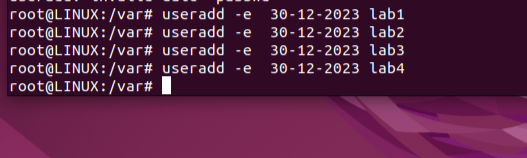 root@LINUX:/var# useradd -e  30-12-2023 lab1
root@LINUX:/var# useradd -e  30-12-2023 lab2
root@LINUX:/var# useradd -e  30-12-2023 lab3
root@LINUX:/var# useradd -e  30-12-2023 lab4
root@LINUX:/var#